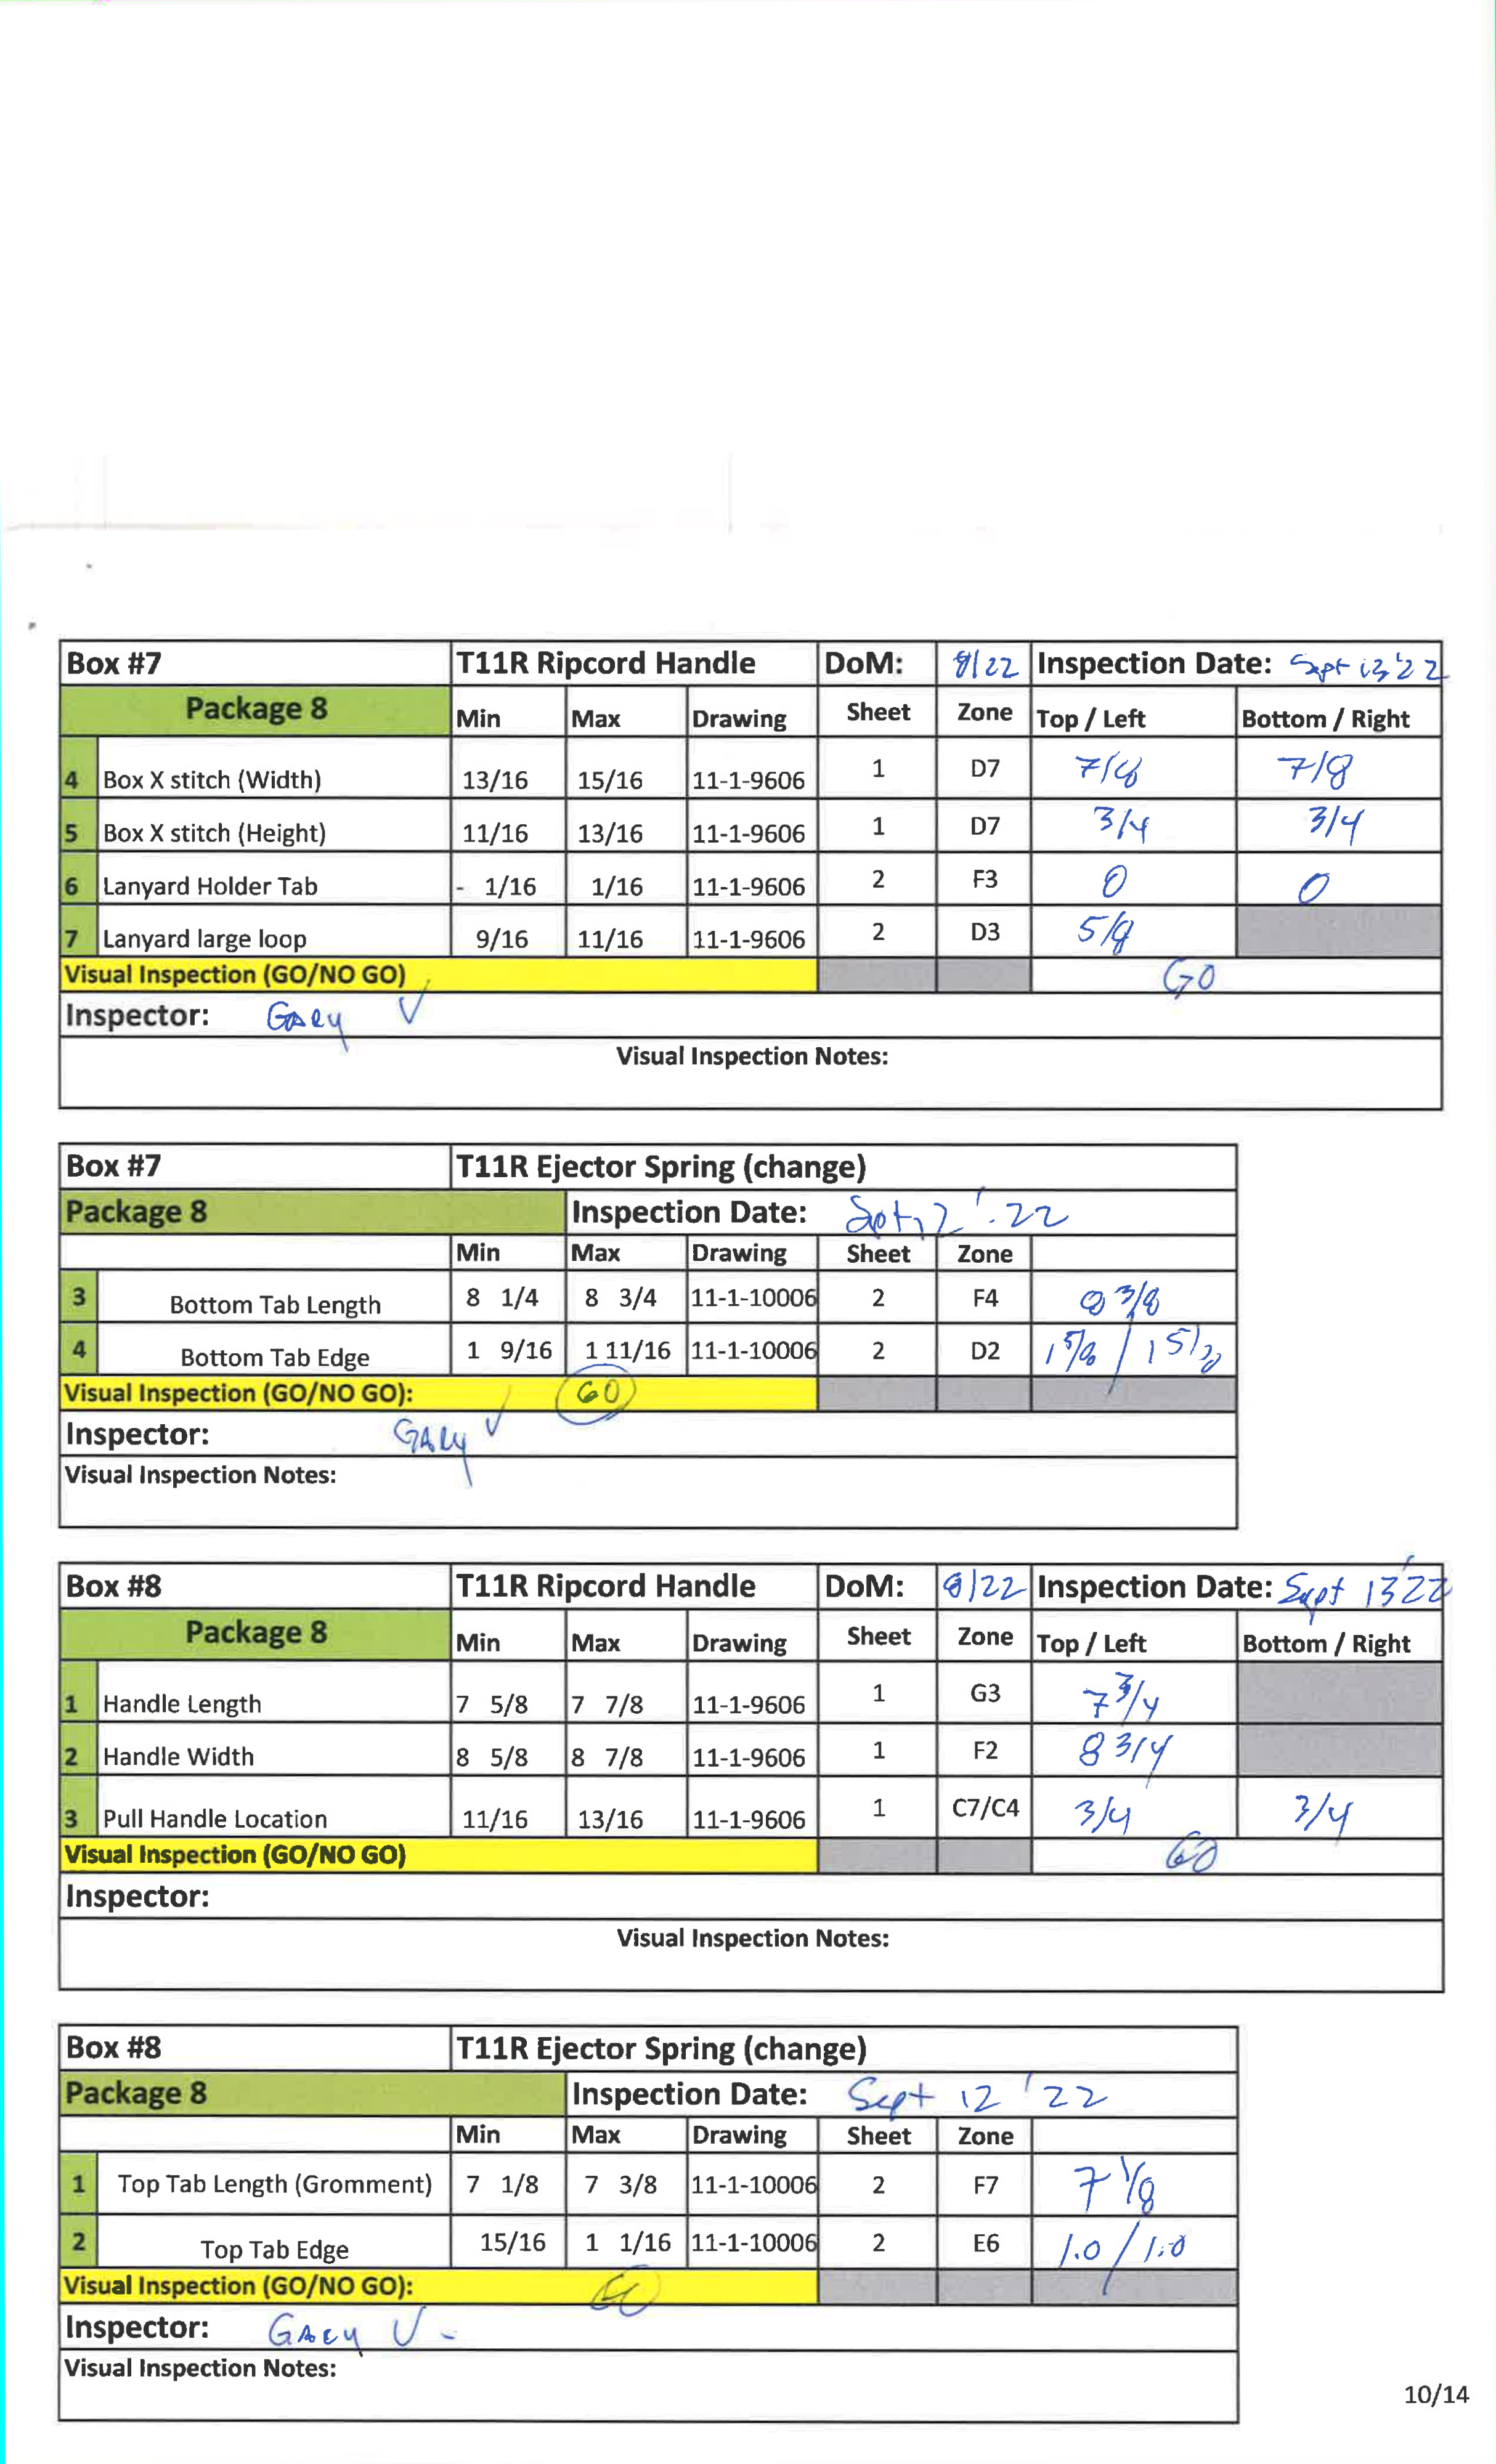 Box #7 T11R Ripcord Handle DoM: 8/22 Inspection Date: Sept 13 '22
Package 8 Min Max Drawing Sheet Zone Top / Left Bottom / Right
4 Box X stitch (Width) 13/16 15/16 11-1-9606 1 D7 7/8 7/8
5 Box X stitch (Height) 11/16 13/16 11-1-9606 1 D7 3/4 3/4
6 Lanyard Holder Tab - 1/16 1/16 11-1-9606 2 F3 0 0
7 Lanyard large loop 9/16 11/16 11-1-9606 2 D3 5/8
Visual Inspection (GO/NO GO) GO
Inspector: GARY V
Visual Inspection Notes:
Box #7 T11R Ejector Spring (change)
Package 8 Inspection Date: Sept 12 '22
Min Max Drawing Sheet Zone
3 Bottom Tab Length 8 1/4 8 3/4 11-1-10006 2 F4 8 3/8
4 Bottom Tab Edge 1 9/16 1 11/16 11-1-10006 2 D2 1 5/8 / 1 5/8
Visual Inspection (GO/NO GO): GO
Inspector: GARY V
Visual Inspection Notes:
Box #8 T11R Ripcord Handle DoM: 8/22 Inspection Date: Sept 13 '22
Package 8 Min Max Drawing Sheet Zone Top / Left Bottom / Right
1 Handle Length 7 5/8 7 7/8 11-1-9606 1 G3 7 3/4
2 Handle Width 8 5/8 8 7/8 11-1-9606 1 F2 8 3/4
3 Pull Handle Location 11/16 13/16 11-1-9606 1 C7/C4 3/4 3/4
Visual Inspection (GO/NO GO) GO
Inspector:
Visual Inspection Notes:
Box #8 T11R Ejector Spring (change)
Package 8 Inspection Date: Sept 12 '22
Min Max Drawing Sheet Zone
1 Top Tab Length (Gromment) 7 1/8 7 3/8 11-1-10006 2 F7 7 1/8
2 Top Tab Edge 15/16 1 1/16 11-1-10006 2 E6 1.0 / 1.0
Visual Inspection (GO/NO GO): GO
Inspector: GARY V -
Visual Inspection Notes:
10/14